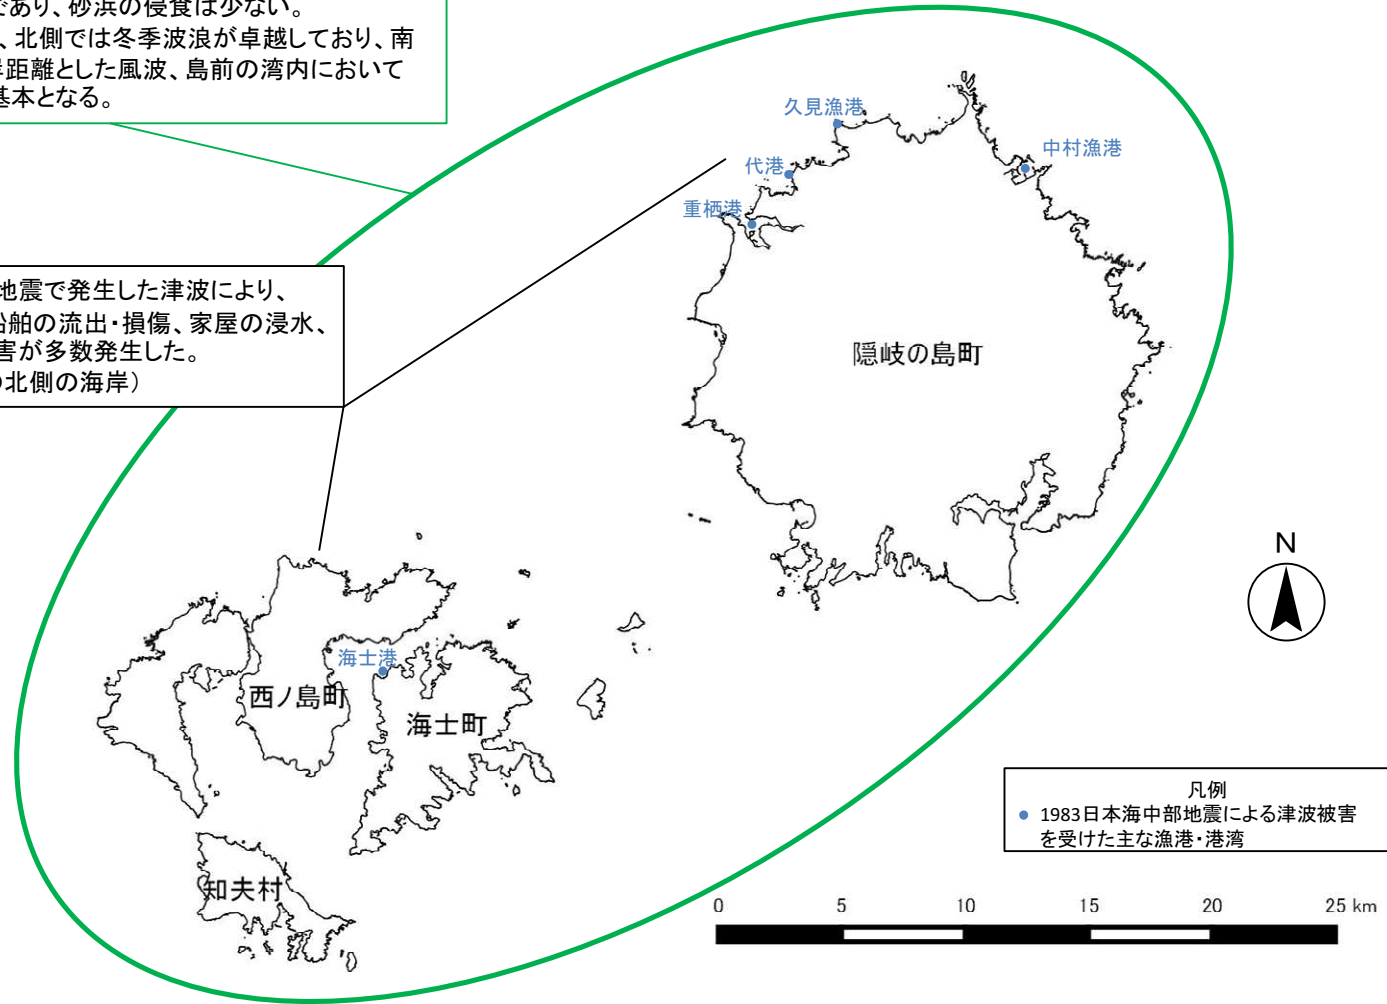 であり、砂浜の侵食は少ない。
、北側では冬季波浪が卓越しており、南
距離とした風波、島前の湾内において
基本となる。
久見漁港
中村漁港
代港
重栖港
地震で発生した津波により、
船舶の流出・損傷、家屋の浸水、
害が多数発生した。
の北側の海岸）
隠岐の島町
N
海士港
西ノ島町
海士町
知夫村
凡例
1983日本海中部地震による津波被害
を受けた主な漁港・港湾
0 5 10 15 20 25 km